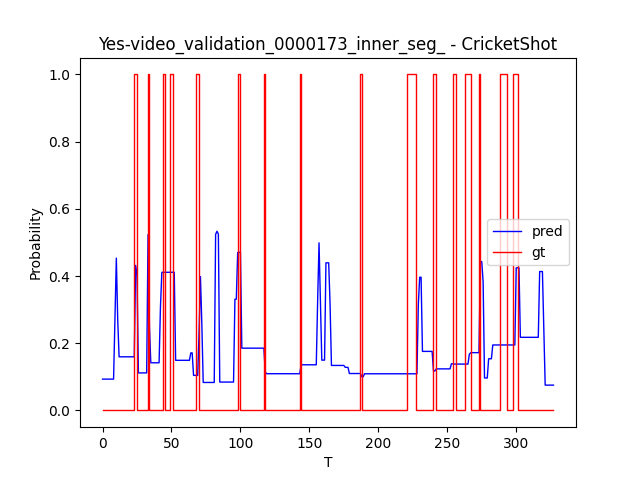 Yes-video_validation_0000173_inner_seg_ - CricketShot
1.0
0.8
0.6
0.4
0.2
0.0
Probability
pred
gt
0
50
100
150
200
250
300
T